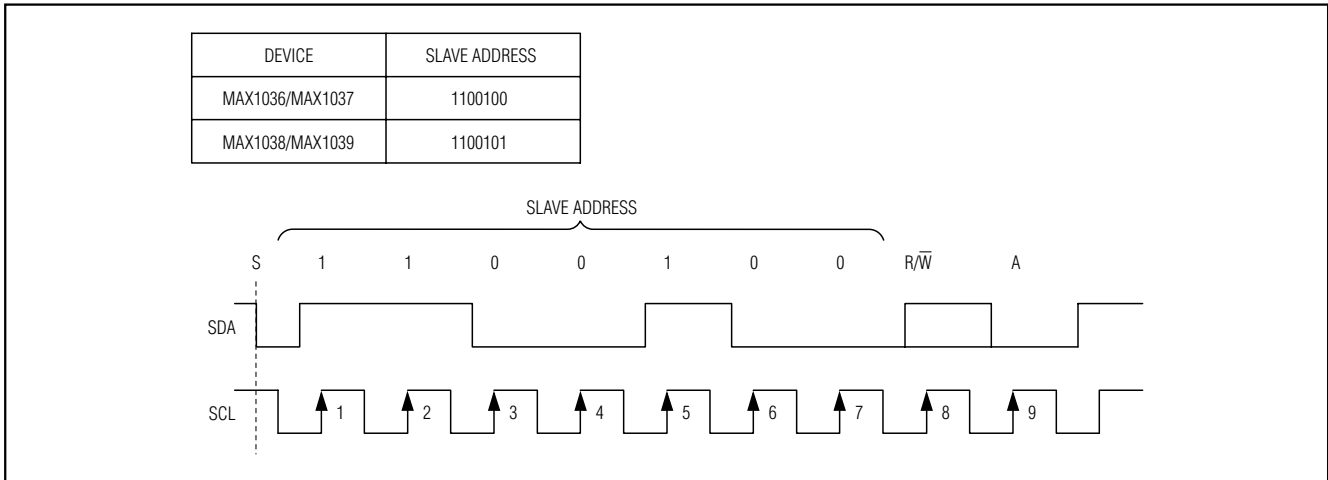 DEVICE SLAVE ADDRESS
MAX1036/MAX1037 1100100
MAX1038/MAX1039 1100101
SLAVE ADDRESS
S 1 1 0 0 1 0 0 R/W̅ A
SDA
SCL 1 2 3 4 5 6 7 8 9